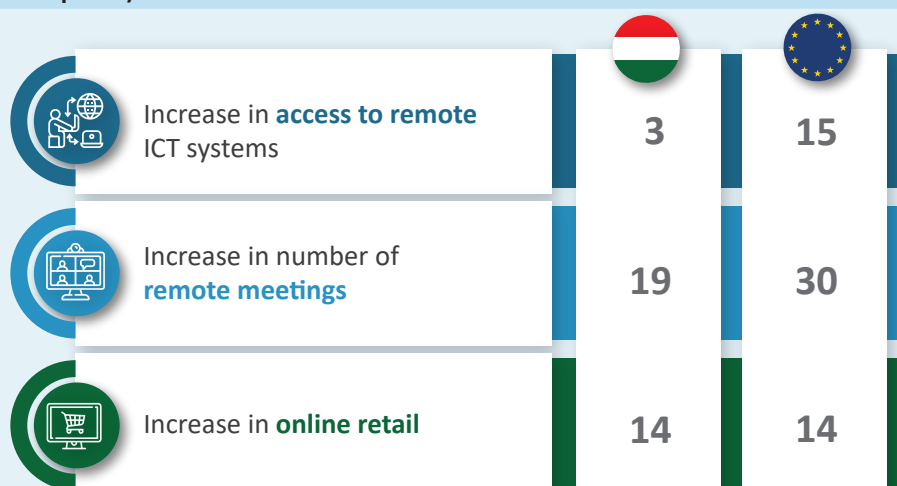 Increase in access to remote
ICT systems
3
15
Increase in number of
remote meetings
19
30
Increase in online retail
14
14